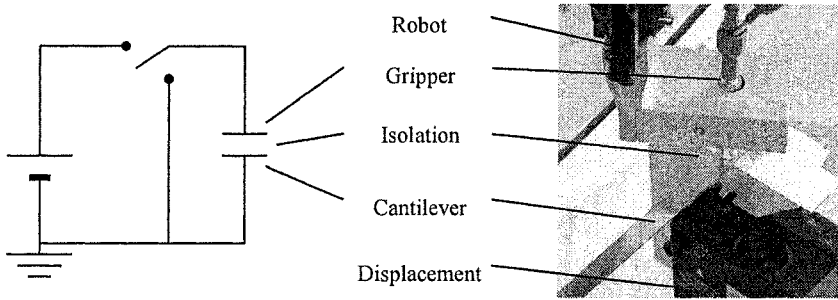 Robot
Gripper
Isolation
Cantilever
Displacement